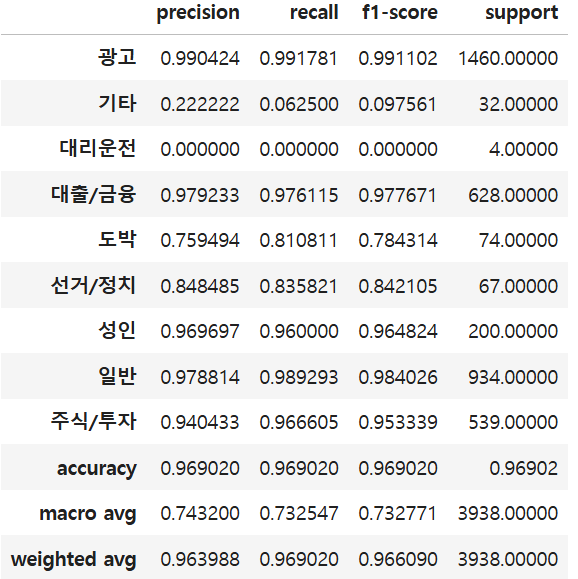 precision recall f1-score support
광고 0.990424 0.991781 0.991102 1460.00000
기타 0.222222 0.062500 0.097561 32.00000
대리운전 0.000000 0.000000 0.000000 4.00000
대출/금융 0.979233 0.976115 0.977671 628.00000
도박 0.759494 0.810811 0.784314 74.00000
선거/정치 0.848485 0.835821 0.842105 67.00000
성인 0.969697 0.960000 0.964824 200.00000
일반 0.978814 0.989293 0.984026 934.00000
주식/투자 0.940433 0.966605 0.953339 539.00000
accuracy 0.969020 0.969020 0.969020 0.96902
macro avg 0.743200 0.732547 0.732771 3938.00000
weighted avg 0.963988 0.969020 0.966090 3938.00000